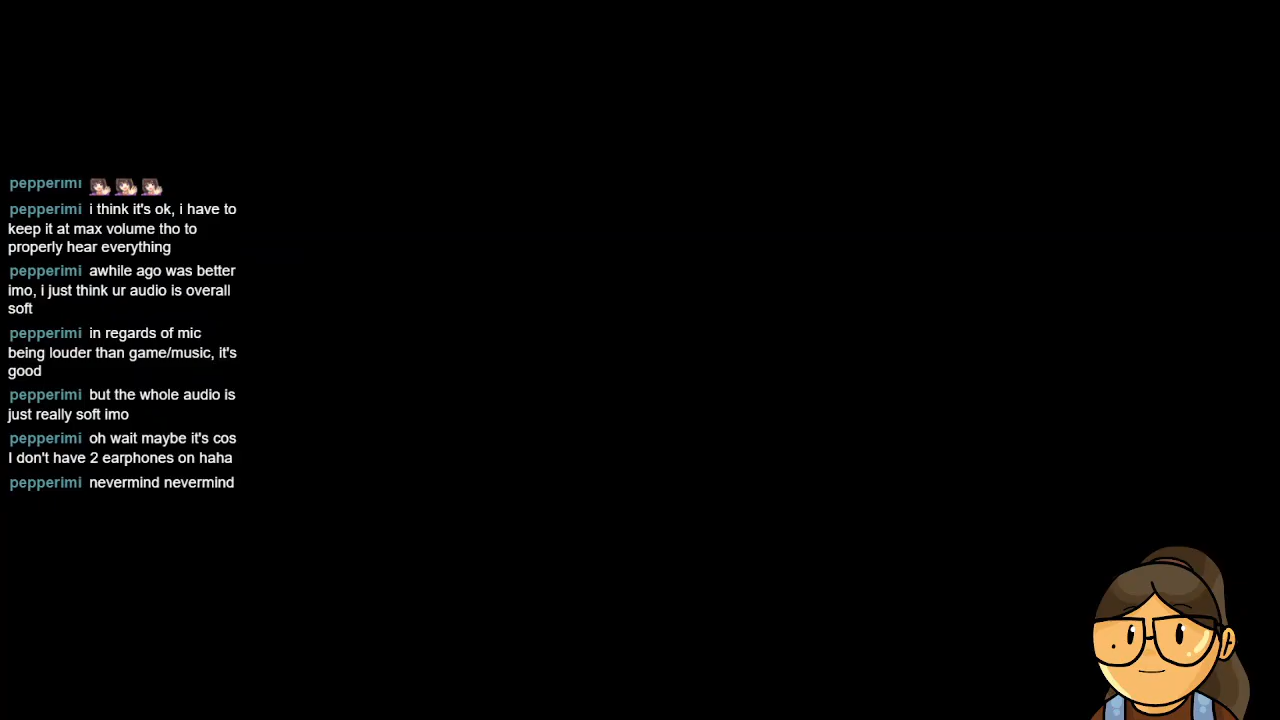 pepperimi
pepperimi i think it's ok, i have to
keep it at max volume tho to
properly hear everything
pepperimi awhile ago was better
imo, i just think ur audio is overall
soft
pepperimi in regards of mic
being louder than game/music, it's
good
pepperimi but the whole audio is
just really soft imo
pepperimi oh wait maybe it's cos
I don't have 2 earphones on haha
pepperimi nevermind nevermind